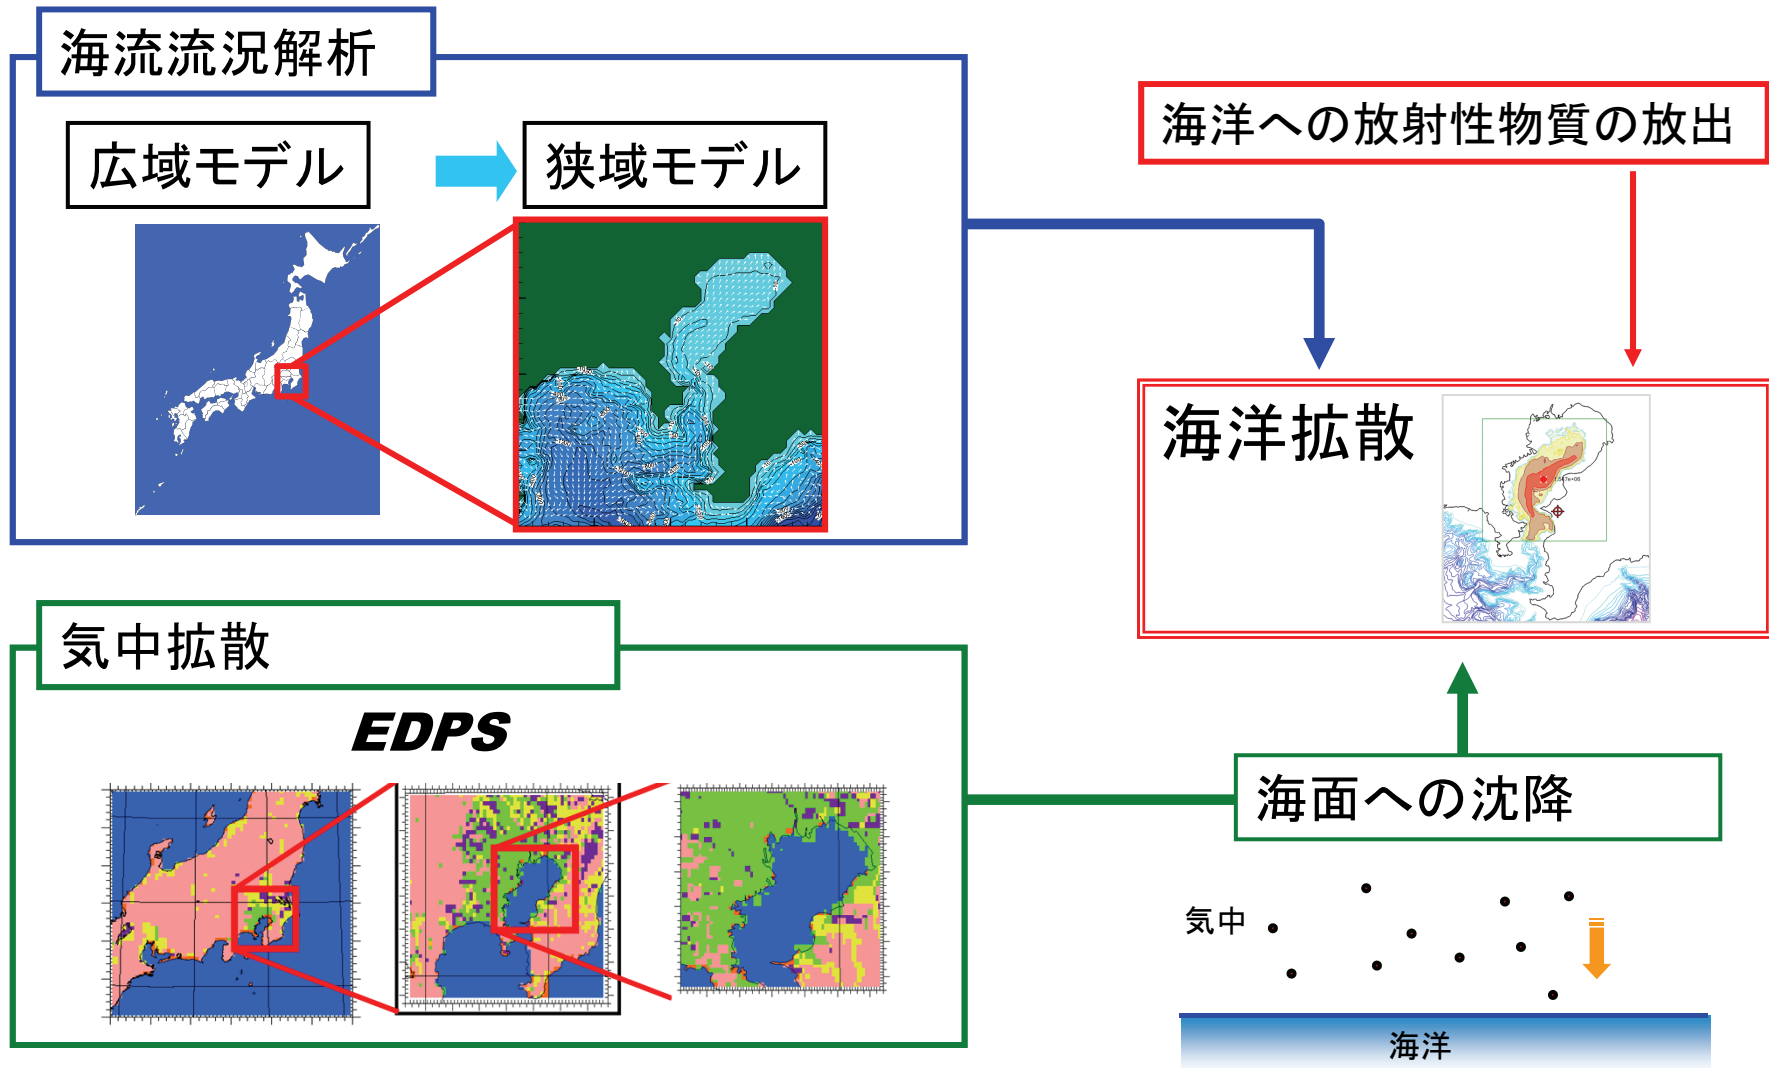 海流流況解析
広域モデル
狭域モデル
海洋への放射性物質の放出
海洋拡散
気中拡散
EDPS
海面への沈降
気中
海洋